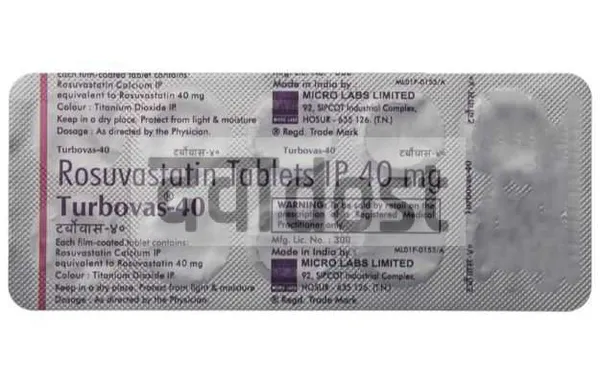 Each film-coated tablet contains:
Rosuvastatin Calcium IP
equivalent to Rosuvastatin 40 mg
Colour : Titanium Dioxide IP.
Keep in a dry place. Protect from light & moisture
Dosage : As directed by the Physician.
ML01F-0153/A
Made in India by
MICRO LABS LIMITED
92, SIPCOT Industrial Complex,
HOSUR - 635 126. (T.N.)
® Regd. Trade Mark
Turbovas-40
टर्बोवास-४०
Turbovas-40
टर्बोवास-४०
Rosuvastatin Tablets IP 40 mg
Turbovas-40
टर्बोवास-४०
WARNING: To be sold by retail on the
prescription of a Registered Medical
Practitioner only.
Mfg. Lic. No. : 300
ML01F-0153/A
Each film-coated tablet contains:
Rosuvastatin Calcium IP
equivalent to Rosuvastatin 40 mg
Colour : Titanium Dioxide IP.
Keep in a dry place. Protect from light & moisture
Dosage : As directed by the Physician.
Made in India by
MICRO LABS LIMITED
92, SIPCOT Industrial Complex,
HOSUR - 635 126. (T.N.)
® Regd. Trade Mark